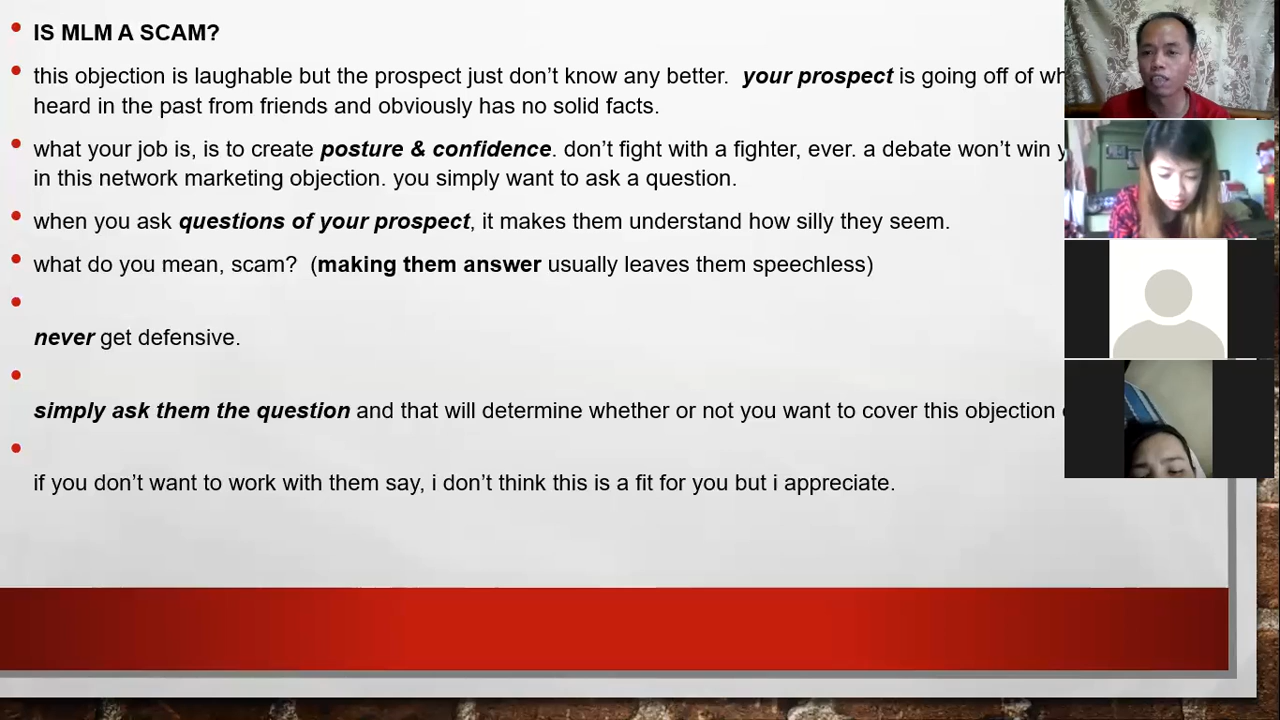 IS MLM A SCAM?
this objection is laughable but the prospect just don’t know any better. your prospect is going off of
heard in the past from friends and obviously has no solid facts.
what your job is, is to create posture & confidence. don’t fight with a fighter, ever. a debate won’t win
in this network marketing objection. you simply want to ask a question.
when you ask questions of your prospect, it makes them understand how silly they seem.
what do you mean, scam? (making them answer usually leaves them speechless)
never get defensive.
simply ask them the question and that will determine whether or not you want to cover this objection
if you don’t want to work with them say, i don’t think this is a fit for you but i appreciate.